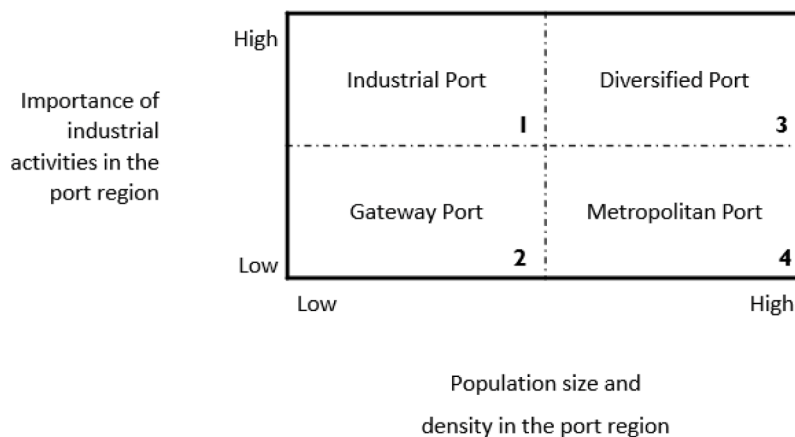 High
Industrial Port
Diversified Port
Importance of
industrial
activities in the
port region
1
3
Gateway Port
Metropolitan Port
Low
2
4
Low
High
Population size and
density in the port region